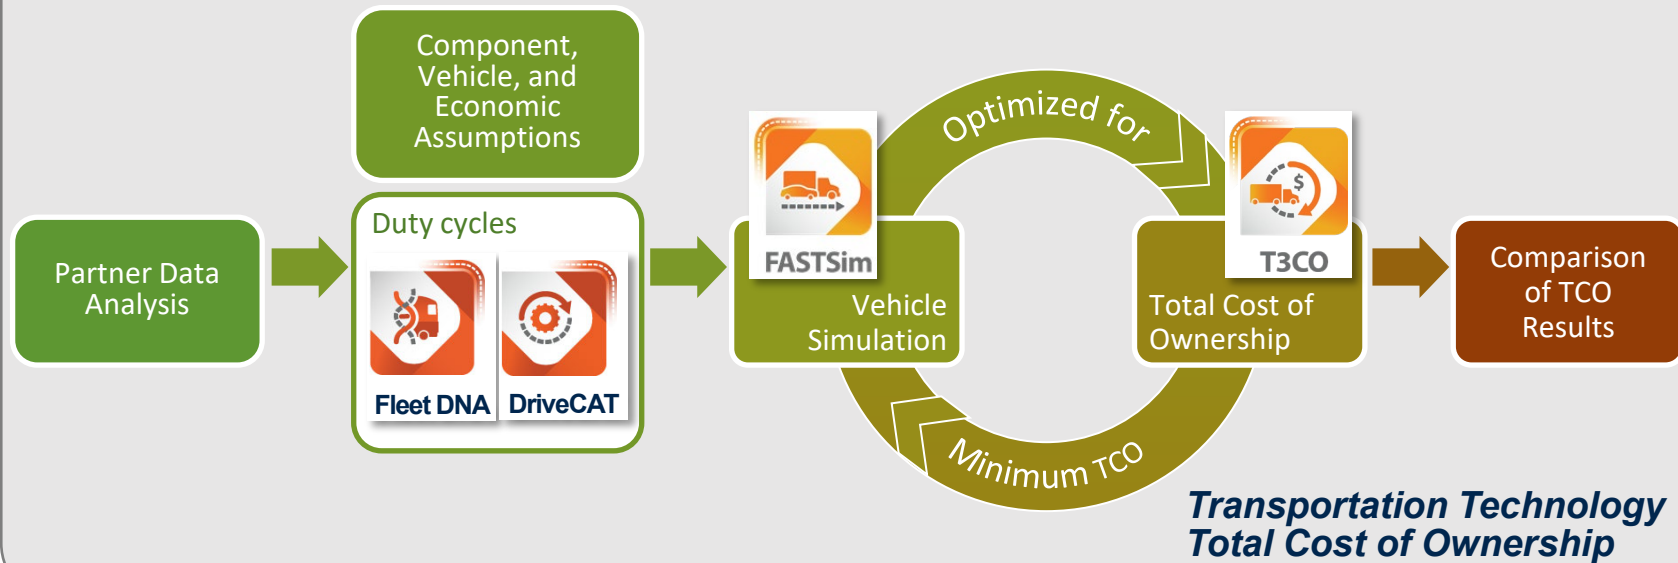 Partner Data
Analysis
Component,
Vehicle, and
Economic
Assumptions
Duty cycles
Fleet DNA
DriveCAT
FASTSim
Vehicle
Simulation
Optimized for
Minimum TCO
$
T3CO
Total Cost of
Ownership
Comparison
of TCO
Results
Transportation Technology
Total Cost of Ownership